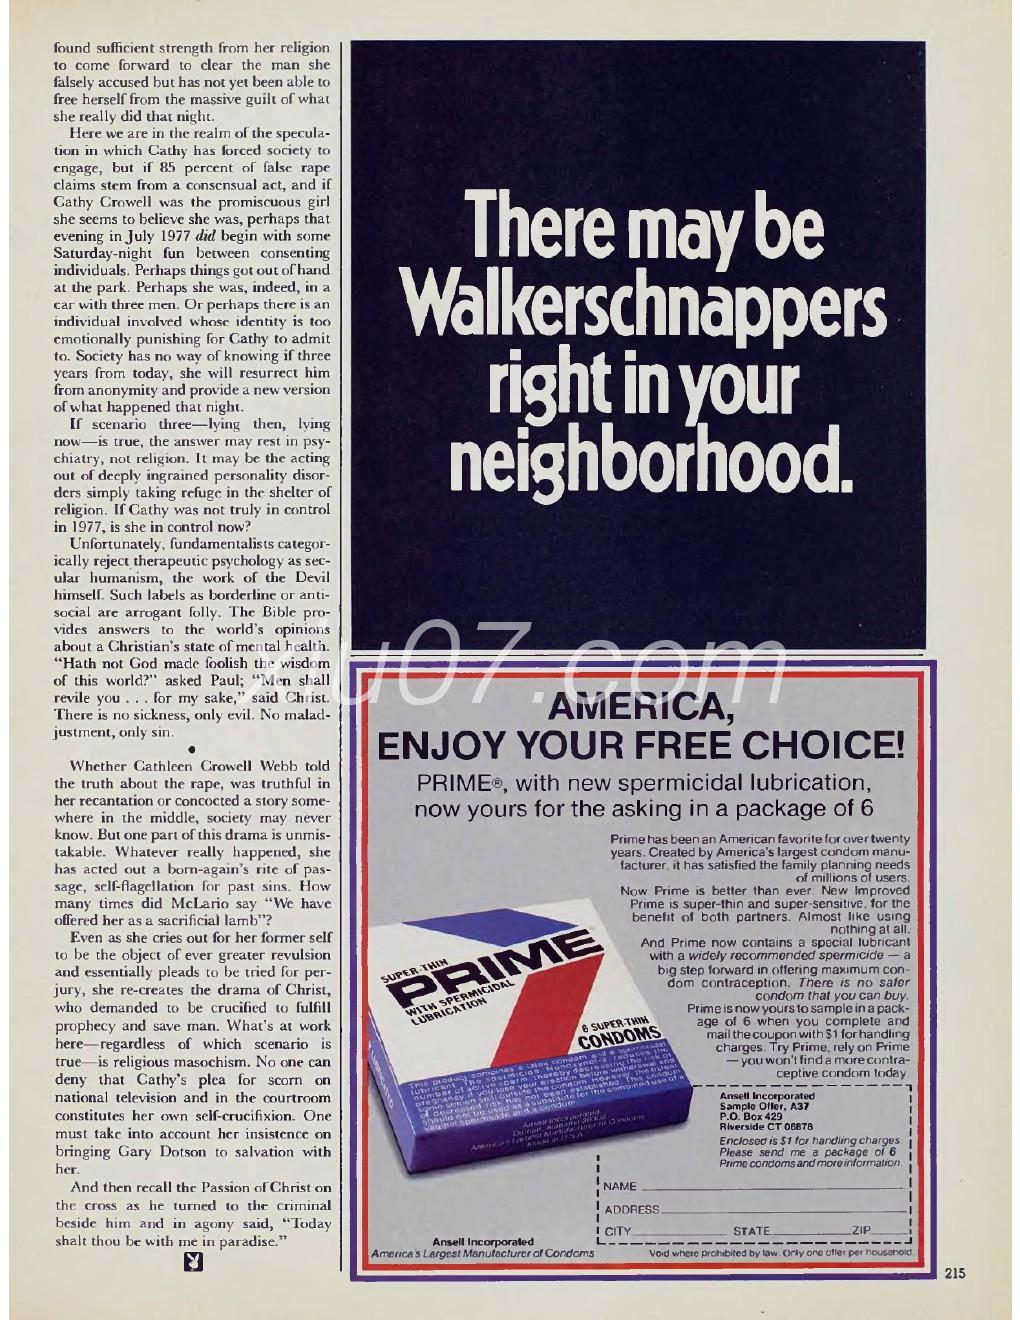 found sufficient strength from her religion
to come forward to clear the man she
falsely accused but has not yet been able to
free herself from the massive guilt of what
she really did that night.
Here we are in the realm of the specula-
tion in which Cathy has forced society to
engage, but if 85 percent of false rape
claims stem from a consensual act, and if
Cathy Crowell was the promiscuous girl
she seems to believe she was, perhaps that
evening in July 1977 did begin with some
Saturday-night fun between consenting
individuals. Perhaps things got out of hand
at the park. Perhaps she was, indeed, in a
car with three men. Or perhaps there is an
individual involved whose identity is too
emotionally punishing for Cathy to admit
to. Society has no way of knowing if three
years from today, she will resurrect him
from anonymity and provide a new version
of what happened that night.
If scenario three—lying then, lying
now—is true, the answer may rest in psy-
chiatry, not religion. It may be the acting
out of deeply ingrained personality disor-
ders simply taking refuge in the shelter of
religion. If Cathy was not truly in control
in 1977, is she in control now?
Unfortunately, fundamentalists categor-
ically reject therapeutic psychology as sec-
ular humanism, the work of the Devil
himself. Such labels as borderline or anti-
social are arrogant folly. The Bible pro-
vides answers to the world's opinions
about a Christian's state of mental health.
"Hath not God made foolish the wisdom
of this world?" asked Paul; "Men shall
revile you . . . for my sake," said Christ.
There is no sickness, only evil. No malad-
justment, only sin.
•
Whether Cathleen Crowell Webb told
the truth about the rape, was truthful in
her recantation or concocted a story some-
where in the middle, society may never
know. But one part of this drama is unmis-
takable. Whatever really happened, she
has acted out a born-again's rite of pas-
sage, self-flagellation for past sins. How
many times did McLario say "We have
offered her as a sacrificial lamb"?
Even as she cries out for her former self
to be the object of ever greater revulsion
and essentially pleads to be tried for per-
jury, she re-creates the drama of Christ,
who demanded to be crucified to fulfill
prophecy and save man. What's at work
here—regardless of which scenario is
true—is religious masochism. No one can
deny that Cathy's plea for scorn on
national television and in the courtroom
constitutes her own self-crucifixion. One
must take into account her insistence on
bringing Gary Dotson to salvation with
her.
And then recall the Passion of Christ on
the cross as he turned to the criminal
beside him and in agony said, "Today
shalt thou be with me in paradise."
There may be
Walkerschnappers
right in your
neighborhood.
xiu07.com
AMERICA,
ENJOY YOUR FREE CHOICE!
PRIME®, with new spermicidal lubrication,
now yours for the asking in a package of 6
Prime has been an American favorite for over twenty
years. Created by America's largest condom manu-
facturer, it has satisfied the family planning needs
of millions of users.
Now Prime is better than ever. New Improved
Prime is super-thin and super-sensitive, for the
benefit of both partners. Almost like using
nothing at all.
And Prime now contains a special lubricant
with a widely recommended spermicide — a
big step forward in offering maximum con-
dom contraception. There is no safer
condom that you can buy.
Prime is now yours to sample in a pack-
age of 6 when you complete and
mail the coupon with $1 for handling
charges. Try Prime, rely on Prime
—you won't find a more contra-
ceptive condom today.
SUPER-THIN
PRIME
WITH SPERMICIDAL
LUBRICATION
6 SUPER-THIN
CONDOMS
Ansell Incorporated
America's Largest Manufacturer of Condoms
Made in U.S.A.
Ansell Incorporated
Sample Offer, A37
P.O. Box 429
Riverside CT 06878
Enclosed is $1 for handling charges.
Please send me a package of 6
Prime condoms and more information.
NAME
ADDRESS
CITY STATE ZIP
Ansell Incorporated
America's Largest Manufacturer of Condoms
Void where prohibited by law. Only one offer per household.
215